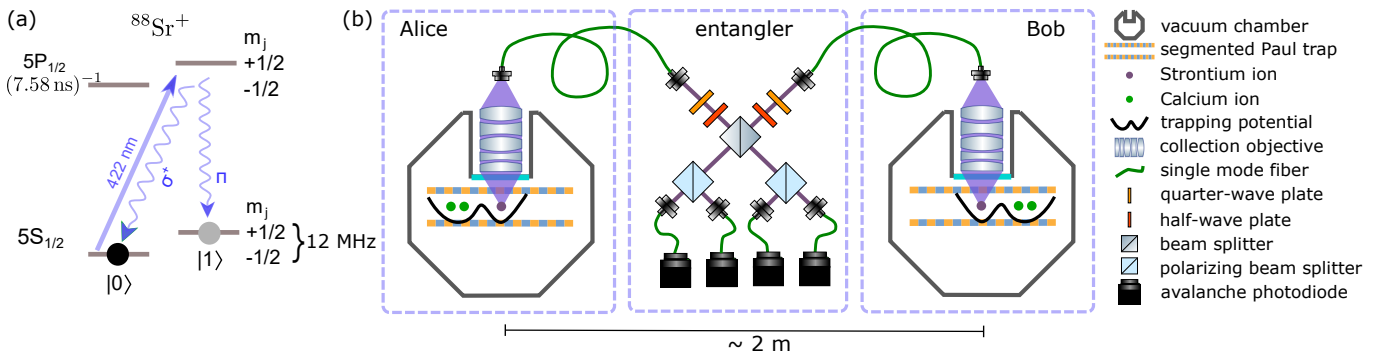 (a)
⁸⁸Sr⁺
5P₁/₂
(7.58 ns)⁻¹
mⱼ
+1/2
-1/2
422 nm
σ⁺
π
5S₁/₂
mⱼ
+1/2
-1/2
12 MHz
|0⟩
|1⟩
(b)
Alice
entangler
Bob
~ 2 m
vacuum chamber
segmented Paul trap
Strontium ion
Calcium ion
trapping potential
collection objective
single mode fiber
quarter-wave plate
half-wave plate
beam splitter
polarizing beam splitter
avalanche photodiode